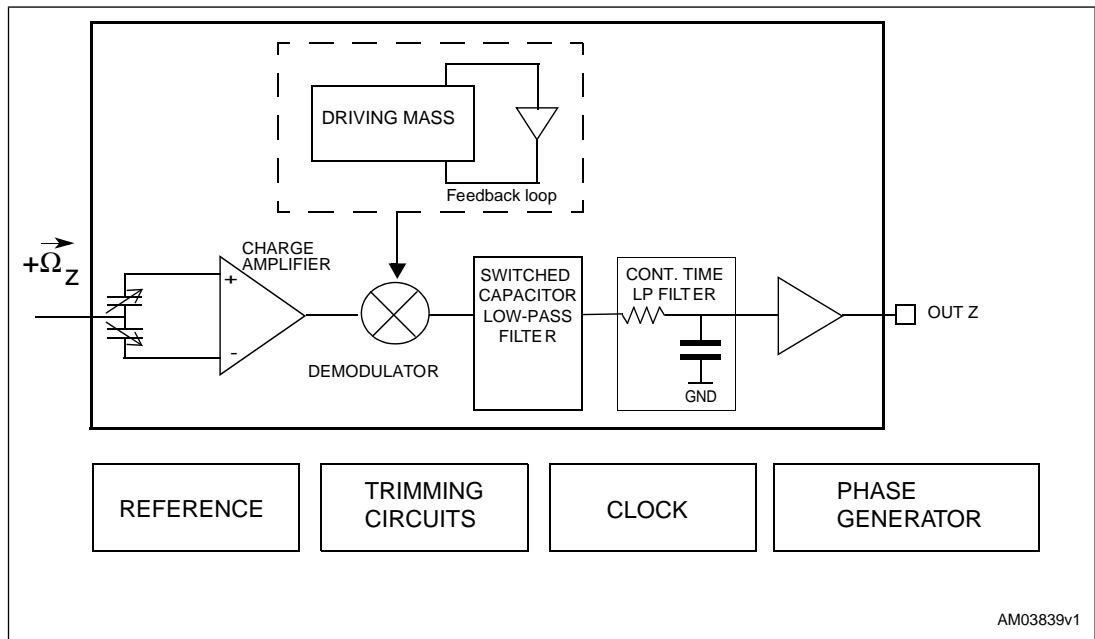 DRIVING MASS
Feedback loop
+Ω
Z
CHARGE
AMPLIFIER
+
-
DEMODULATOR
SWITCHED
CAPACITOR
LOW-PASS
FILTER
CONT. TIME
LP FILTER
GND
OUT Z
REFERENCE
TRIMMING
CIRCUITS
CLOCK
PHASE
GENERATOR
AM03839v1